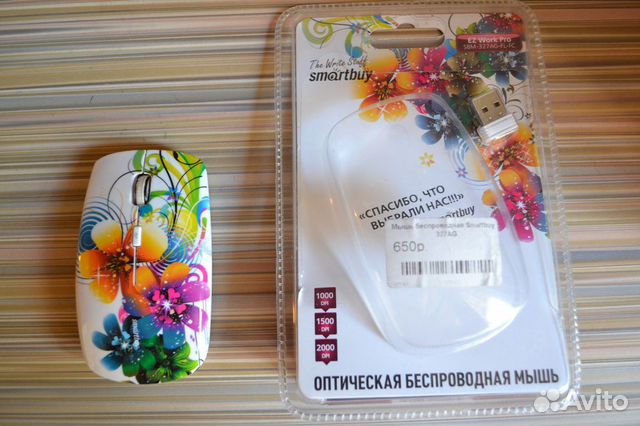 EZ Work Pro
SBM-327AG-FL-FC
The Write Stuff
smartbuy
«СПАСИБО, ЧТО
ВЫБРАЛИ НАС!!!»
smartbuy
Мышь беспроводная Smartbuy
327AG
650р.
1000
DPI
1500
DPI
2000
DPI
ОПТИЧЕСКАЯ БЕСПРОВОДНАЯ МЫШЬ
Avito